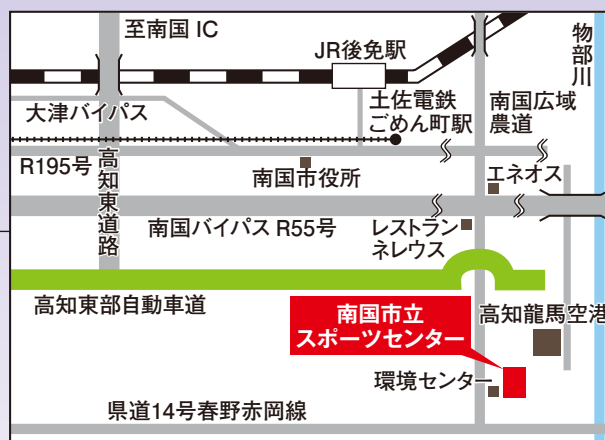 至南国 IC
物部川
JR後免駅
大津バイパス
土佐電鉄
ごめん町駅
南国広域
農道
R195号
高知東道路
南国市役所
エネオス
南国バイパス R55号
レストラン
ネレウス
高知東部自動車道
南国市立
スポーツセンター
高知龍馬空港
環境センター
県道14号春野赤岡線